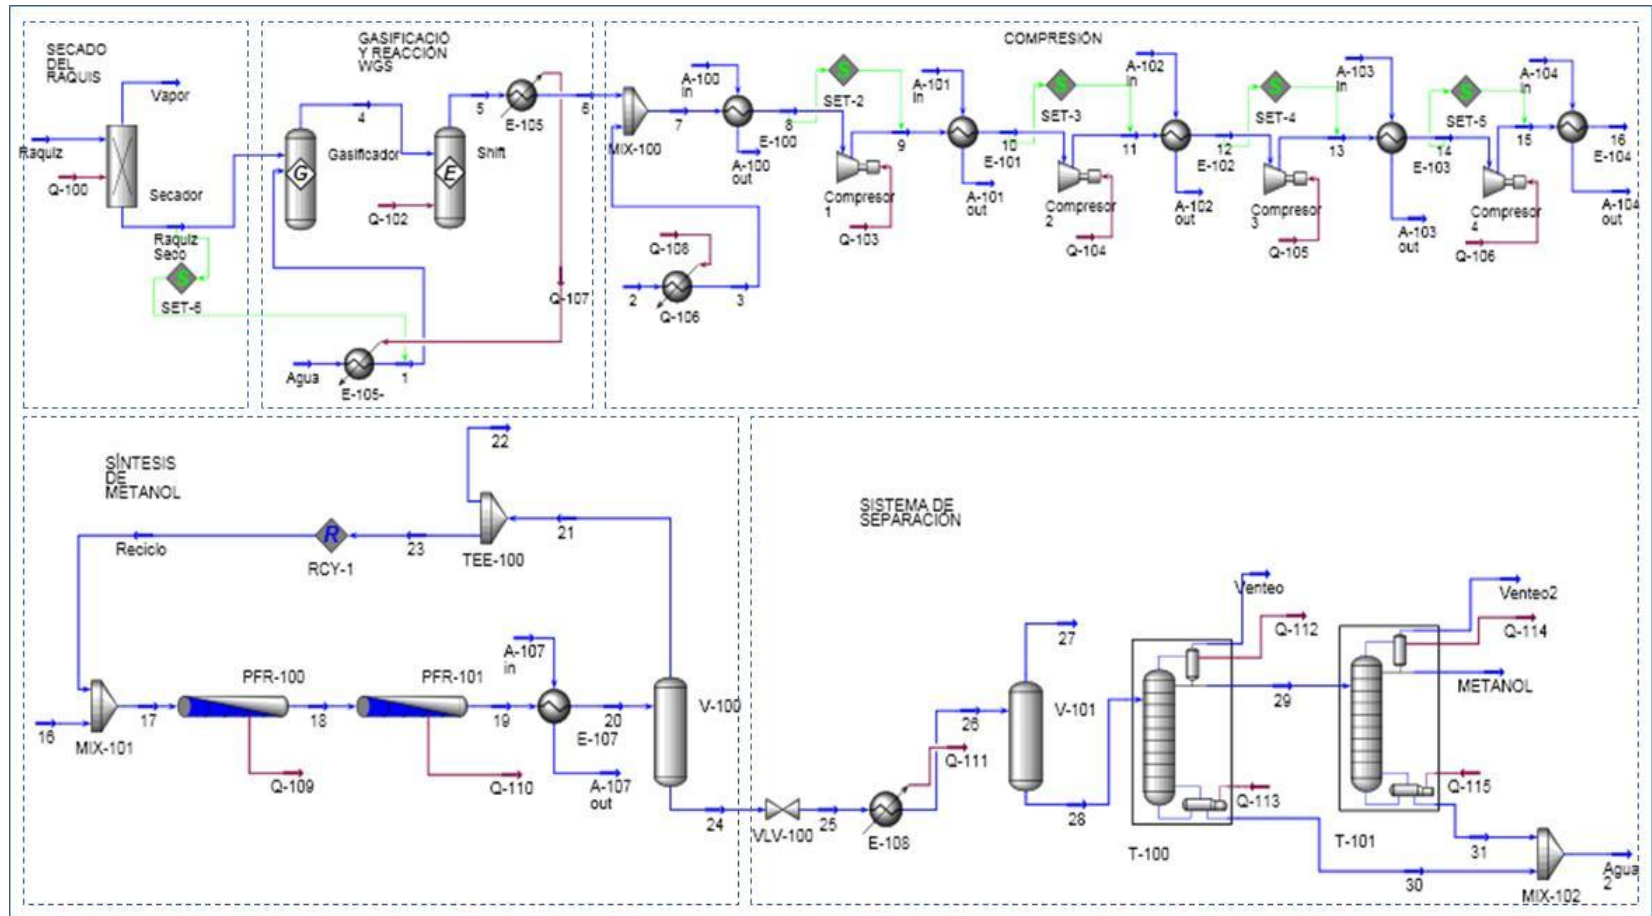 SECADO
DEL
RAQUIS
Vapor
Raquiz
Q-100
Secador
Raquiz
Seco
SET-6
GASIFICACIÓ
Y REACCIÓN
WGS
4
Gasificador
G
Shift
E
Q-102
5
E-105
6
Q-107
Agua
E-105-
1
COMPRESIÓN
MIX-100
7
A-100
in
A-100
out
E-100
8
SET-2
S
Compresor
1
Q-103
9
A-101
in
A-101
out
E-101
10
SET-3
S
Compresor
2
Q-104
11
A-102
in
A-102
out
E-102
12
SET-4
S
Compresor
3
Q-105
13
A-103
in
A-103
out
E-103
14
SET-5
S
Compresor
4
Q-106
15
A-104
in
A-104
out
E-104
16
Q-108
2
Q-106
3
SÍNTESIS
DE
METANOL
22
21
TEE-100
23
R
RCY-1
Reciclo
16
MIX-101
17
PFR-100
Q-109
18
PFR-101
Q-110
19
A-107
in
E-107
A-107
out
20
V-100
24
SISTEMA DE
SEPARACIÓN
VLV-100
25
E-108
Q-111
26
V-101
27
28
T-100
Venteo
Q-112
Q-113
29
30
T-101
Venteo2
Q-114
METANOL
Q-115
31
MIX-102
Agua
2